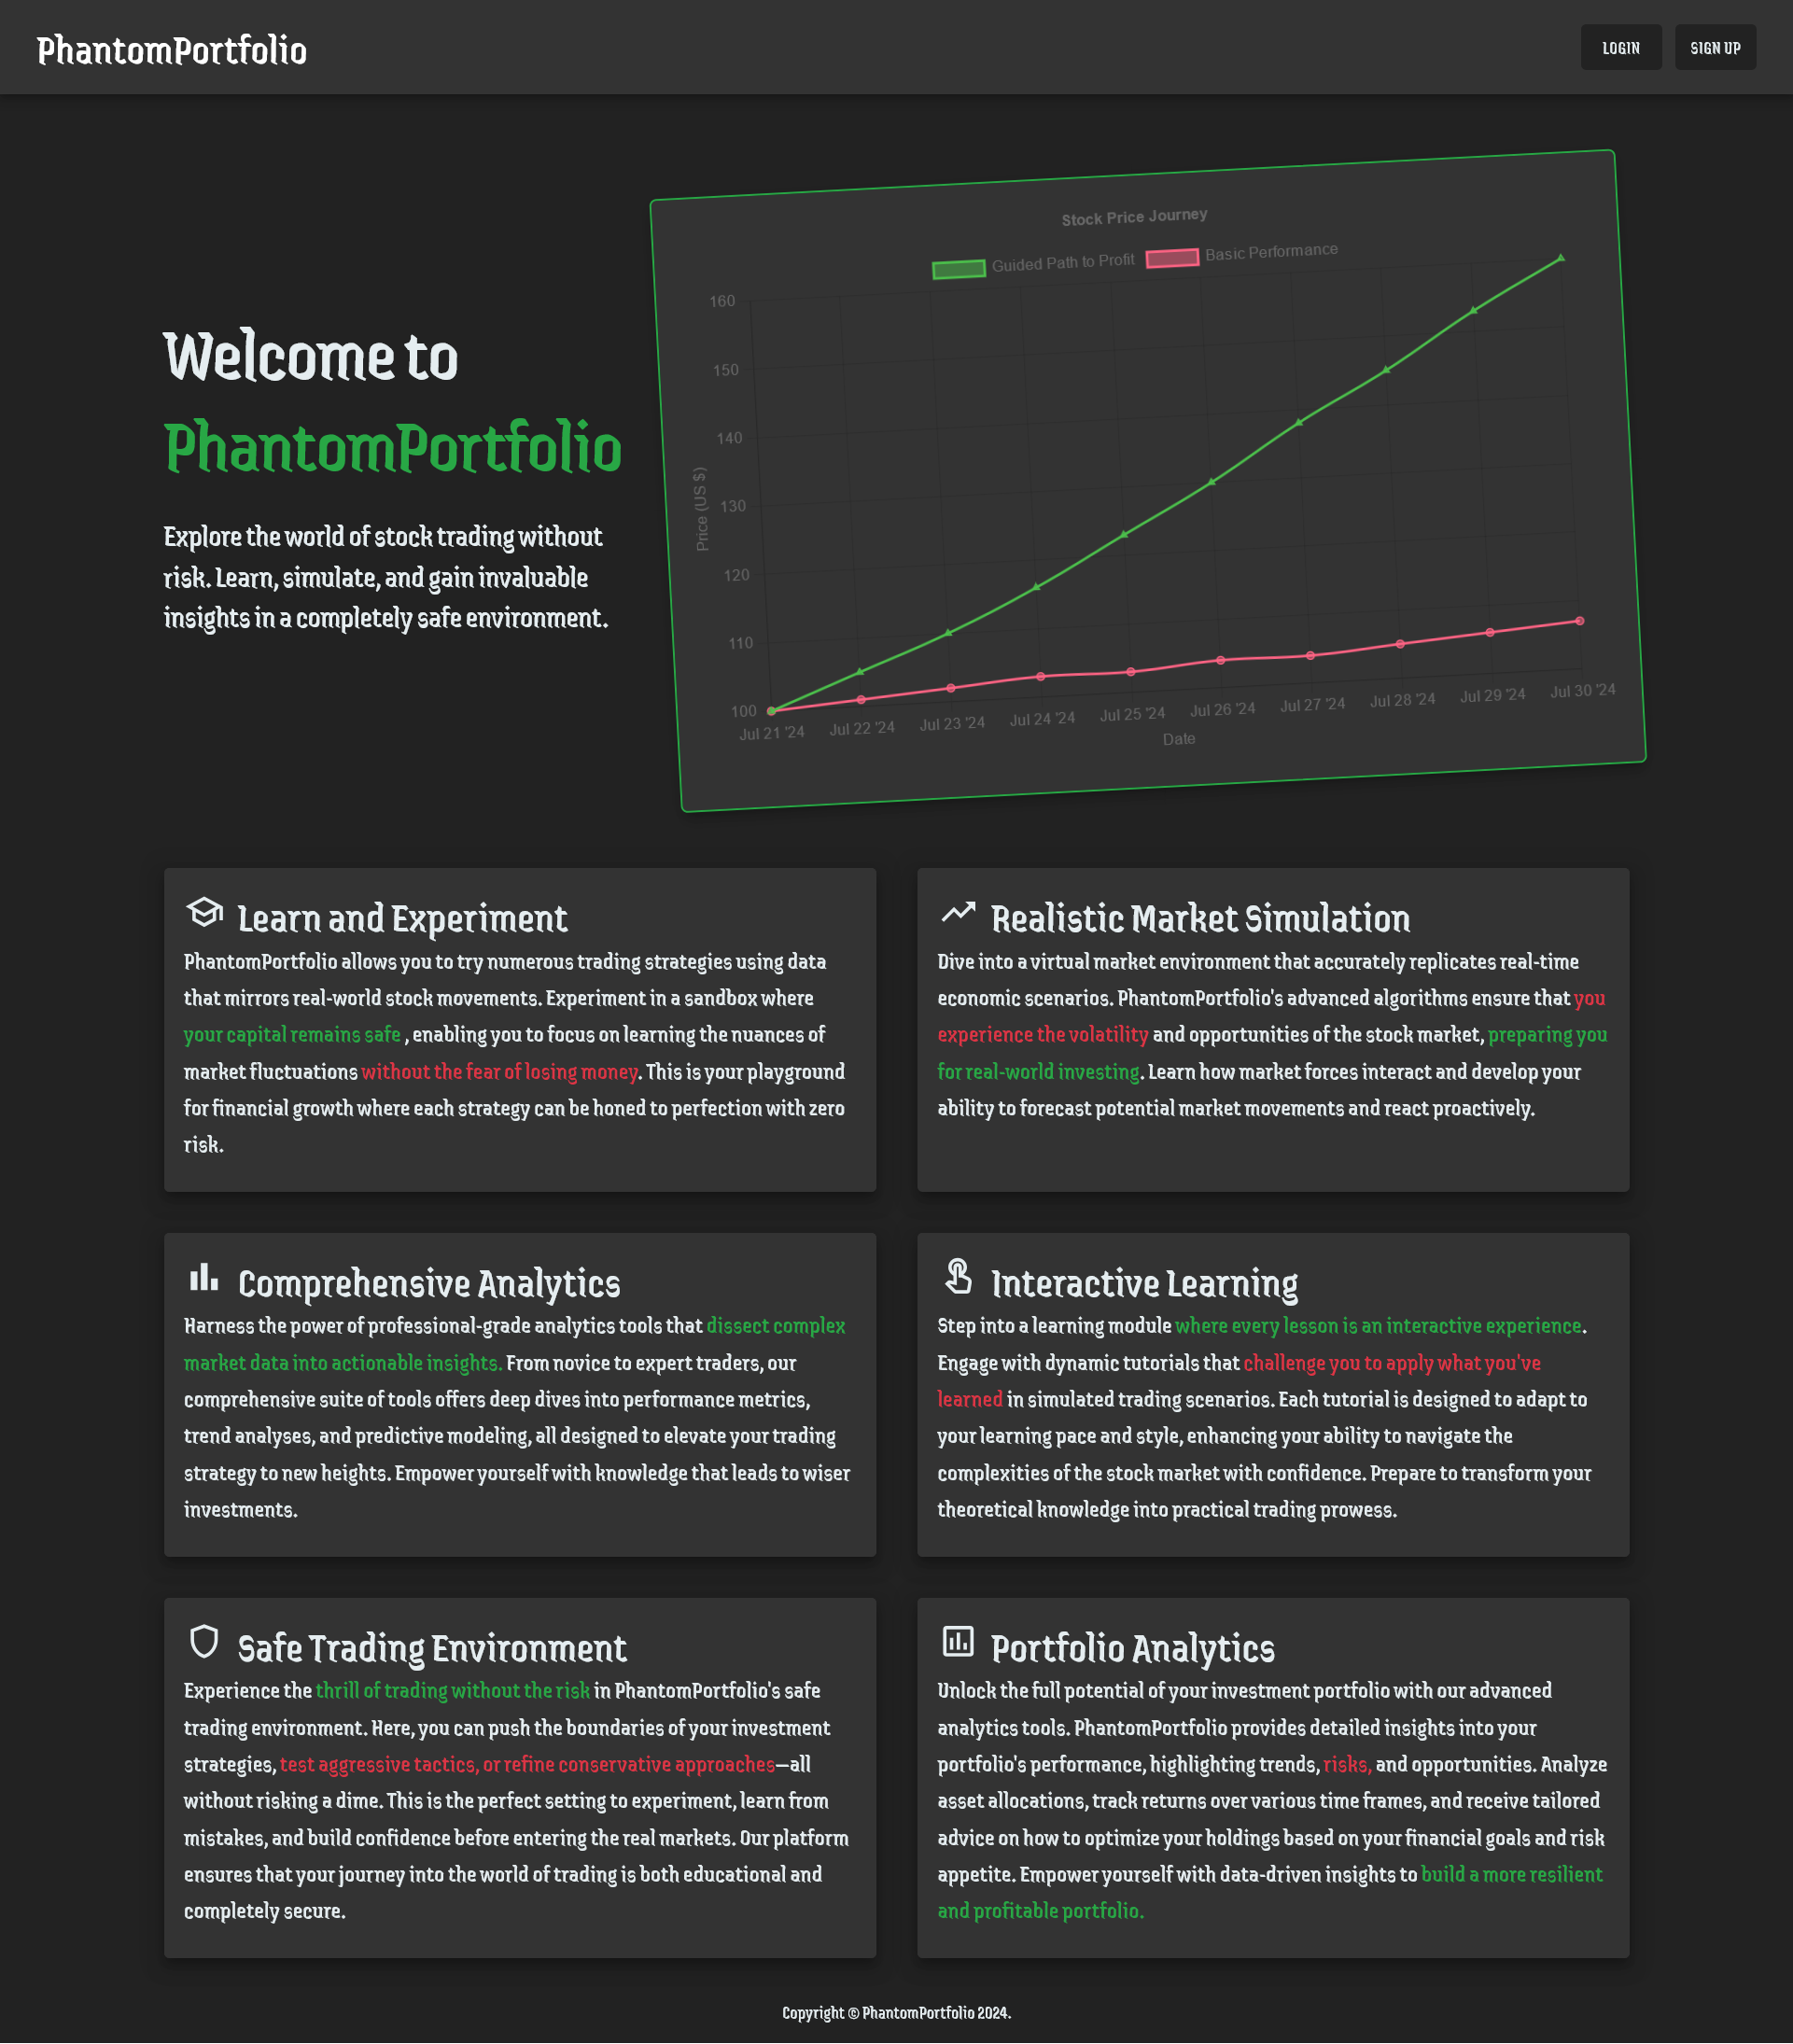 PhantomPortfolio
LOGIN
SIGN UP
Welcome to
PhantomPortfolio
Explore the world of stock trading without
risk. Learn, simulate, and gain invaluable
insights in a completely safe environment.
Stock Price Journey
Guided Path to Profit
Basic Performance
160
150
140
130
120
110
100
Price (US $)
Jul 21 '24
Jul 22 '24
Jul 23 '24
Jul 24 '24
Jul 25 '24
Jul 26 '24
Jul 27 '24
Jul 28 '24
Jul 29 '24
Jul 30 '24
Date
Learn and Experiment
PhantomPortfolio allows you to try numerous trading strategies using data
that mirrors real-world stock movements. Experiment in a sandbox where
your capital remains safe , enabling you to focus on learning the nuances of
market fluctuations without the fear of losing money. This is your playground
for financial growth where each strategy can be honed to perfection with zero
risk.
Realistic Market Simulation
Dive into a virtual market environment that accurately replicates real-time
economic scenarios. PhantomPortfolio's advanced algorithms ensure that you
experience the volatility and opportunities of the stock market, preparing you
for real-world investing. Learn how market forces interact and develop your
ability to forecast potential market movements and react proactively.
Comprehensive Analytics
Harness the power of professional-grade analytics tools that dissect complex
market data into actionable insights. From novice to expert traders, our
comprehensive suite of tools offers deep dives into performance metrics,
trend analyses, and predictive modeling, all designed to elevate your trading
strategy to new heights. Empower yourself with knowledge that leads to wiser
investments.
Interactive Learning
Step into a learning module where every lesson is an interactive experience.
Engage with dynamic tutorials that challenge you to apply what you've
learned in simulated trading scenarios. Each tutorial is designed to adapt to
your learning pace and style, enhancing your ability to navigate the
complexities of the stock market with confidence. Prepare to transform your
theoretical knowledge into practical trading prowess.
Safe Trading Environment
Experience the thrill of trading without the risk in PhantomPortfolio's safe
trading environment. Here, you can push the boundaries of your investment
strategies, test aggressive tactics, or refine conservative approaches—all
without risking a dime. This is the perfect setting to experiment, learn from
mistakes, and build confidence before entering the real markets. Our platform
ensures that your journey into the world of trading is both educational and
completely secure.
Portfolio Analytics
Unlock the full potential of your investment portfolio with our advanced
analytics tools. PhantomPortfolio provides detailed insights into your
portfolio's performance, highlighting trends, risks, and opportunities. Analyze
asset allocations, track returns over various time frames, and receive tailored
advice on how to optimize your holdings based on your financial goals and risk
appetite. Empower yourself with data-driven insights to build a more resilient
and profitable portfolio.
Copyright © PhantomPortfolio 2024.